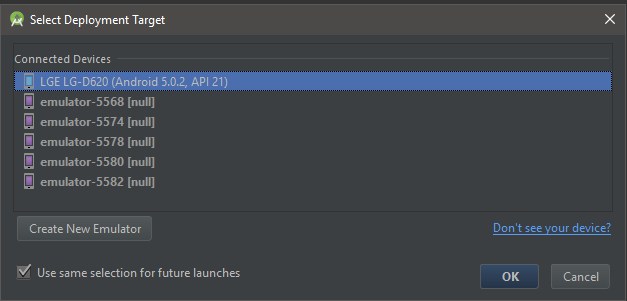 Select Deployment Target
Connected Devices
LGE LG-D620 (Android 5.0.2, API 21)
emulator-5568 [null]
emulator-5574 [null]
emulator-5578 [null]
emulator-5580 [null]
emulator-5582 [null]
Create New Emulator
Don't see your device?
Use same selection for future launches
OK
Cancel